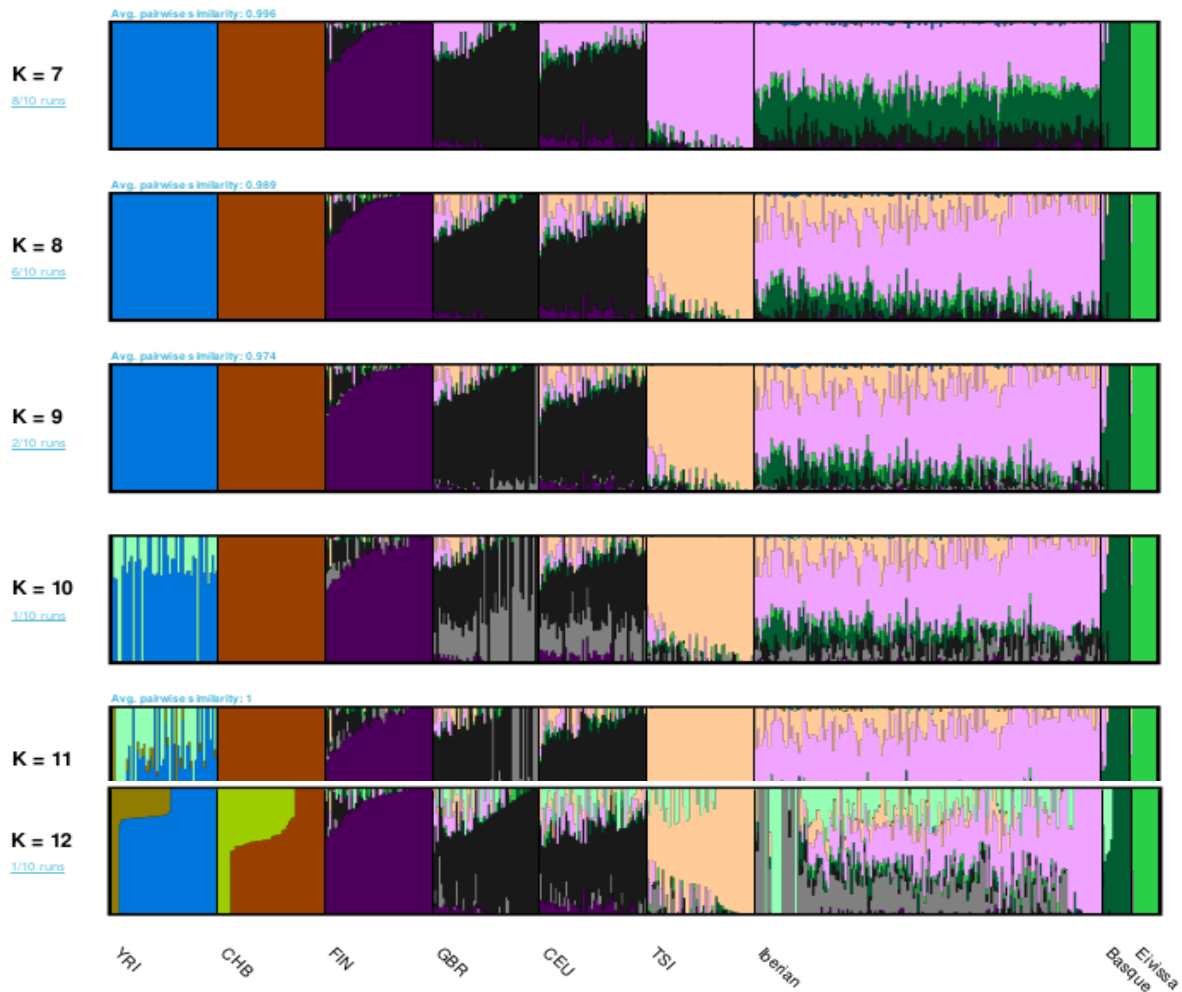 Avg. pairwise similarity: 0.996
K = 7
8/10 runs
Avg. pairwise similarity: 0.989
K = 8
6/10 runs
Avg. pairwise similarity: 0.974
K = 9
2/10 runs
K = 10
1/10 runs
Avg. pairwise similarity: 1
K = 11
K = 12
1/10 runs
YRI
CHB
FIN
GBR
CEU
TSI
Iberian
Basque
Eivissa